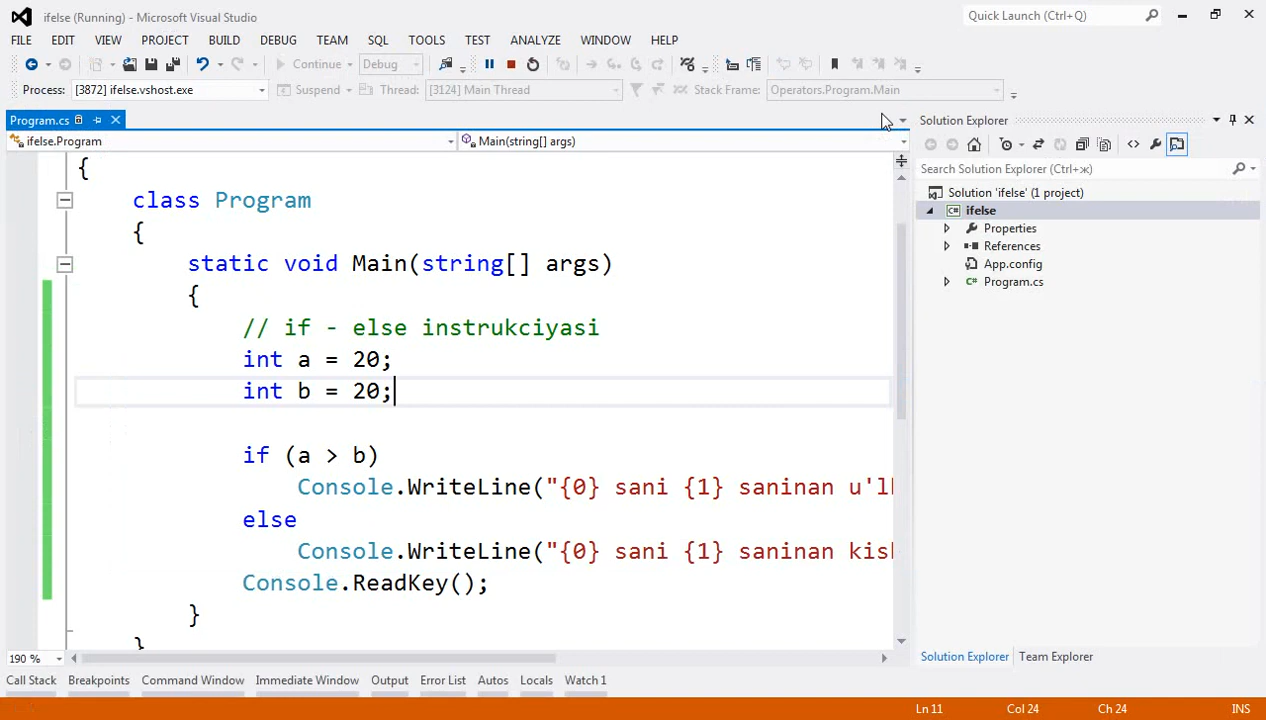 ifelse (Running) - Microsoft Visual Studio
Quick Launch (Ctrl+Q)
FILE EDIT VIEW PROJECT BUILD DEBUG TEAM SQL TOOLS TEST ANALYZE WINDOW HELP
Continue Debug
Process: [3872] ifelse.vshost.exe Suspend Thread: [3124] Main Thread Stack Frame: Operators.Program.Main
Program.cs
Solution Explorer
ifelse.Program
Main(string[] args)
Search Solution Explorer (Ctrl+ж)
Solution 'ifelse' (1 project)
ifelse
Properties
References
App.config
Program.cs
{
class Program
{
static void Main(string[] args)
{
// if - else instrukciyasi
int a = 20;
int b = 20;
if (a > b)
Console.WriteLine("{0} sani {1} saninan u'l
else
Console.WriteLine("{0} sani {1} saninan kis
Console.ReadKey();
}
}
190 %
Solution Explorer Team Explorer
Call Stack Breakpoints Command Window Immediate Window Output Error List Autos Locals Watch 1
Ln 11 Col 24 Ch 24 INS